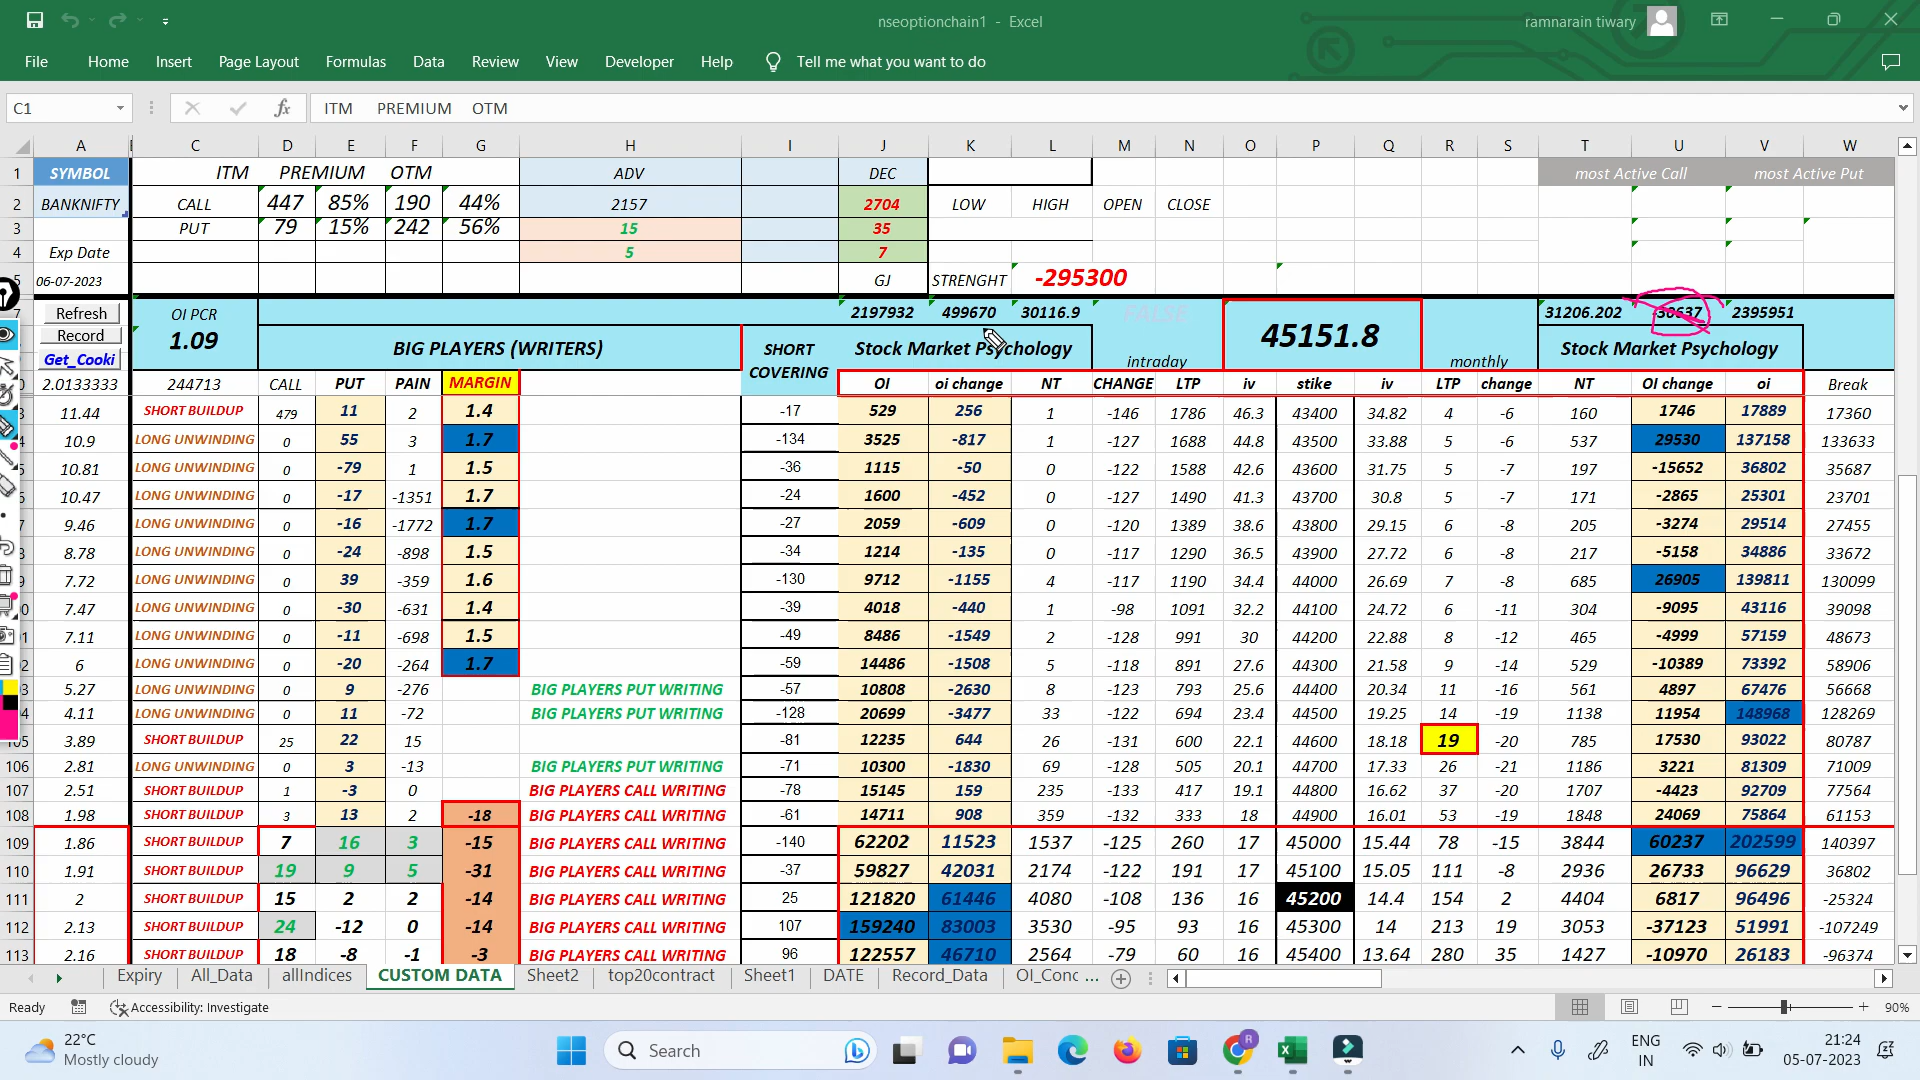 nseoptionchain1 - Excel
ramnarain tiwary
File Home Insert Page Layout Formulas Data Review View Developer Help Tell me what you want to do
C1 fx ITM PREMIUM OTM
A C D E F G H I J K L M N O P Q R S T U V W
1 SYMBOL ITM PREMIUM OTM ADV DEC most Active Call most Active Put
2 BANKNIFTY CALL 447 85% 190 44% 2157 2704 LOW HIGH OPEN CLOSE
3 PUT 79 15% 242 56% 15 35
4 Exp Date 5 7
5 06-07-2023 GJ STRENGHT -295300
7 Refresh OI PCR 2197932 499670 30116.9 FALSE 45151.8 31206.202 -30637 2395951
Record 1.09 BIG PLAYERS (WRITERS) SHORT COVERING Stock Market Psychology intraday monthly Stock Market Psychology
Get_Cooki
2.0133333 244713 CALL PUT PAIN MARGIN OI oi change NT CHANGE LTP iv stike iv LTP change NT OI change oi Break
11.44 SHORT BUILDUP 479 11 2 1.4 -17 529 256 1 -146 1786 46.3 43400 34.82 4 -6 160 1746 17889 17360
10.9 LONG UNWINDING 0 55 3 1.7 -134 3525 -817 1 -127 1688 44.8 43500 33.88 5 -6 537 29530 137158 133633
10.81 LONG UNWINDING 0 -79 1 1.5 -36 1115 -50 0 -122 1588 42.6 43600 31.75 5 -7 197 -15652 36802 35687
10.47 LONG UNWINDING 0 -17 -1351 1.7 -24 1600 -452 0 -127 1490 41.3 43700 30.8 5 -7 171 -2865 25301 23701
9.46 LONG UNWINDING 0 -16 -1772 1.7 -27 2059 -609 0 -120 1389 38.6 43800 29.15 6 -8 205 -3274 29514 27455
8.78 LONG UNWINDING 0 -24 -898 1.5 -34 1214 -135 0 -117 1290 36.5 43900 27.72 6 -8 217 -5158 34886 33672
7.72 LONG UNWINDING 0 39 -359 1.6 -130 9712 -1155 4 -117 1190 34.4 44000 26.69 7 -8 685 26905 139811 130099
7.47 LONG UNWINDING 0 -30 -631 1.4 -39 4018 -440 1 -98 1091 32.2 44100 24.72 6 -11 304 -9095 43116 39098
7.11 LONG UNWINDING 0 -11 -698 1.5 -49 8486 -1549 2 -128 991 30 44200 22.88 8 -12 465 -4999 57159 48673
6 LONG UNWINDING 0 -20 -264 1.7 -59 14486 -1508 5 -118 891 27.6 44300 21.58 9 -14 529 -10389 73392 58906
5.27 LONG UNWINDING 0 9 -276 BIG PLAYERS PUT WRITING -57 10808 -2630 8 -123 793 25.6 44400 20.34 11 -16 561 4897 67476 56668
4.11 LONG UNWINDING 0 11 -72 BIG PLAYERS PUT WRITING -128 20699 -3477 33 -122 694 23.4 44500 19.25 14 -19 1138 11954 148968 128269
105 3.89 SHORT BUILDUP 25 22 15 -81 12235 644 26 -131 600 22.1 44600 18.18 19 -20 785 17530 93022 80787
106 2.81 LONG UNWINDING 0 3 -13 BIG PLAYERS PUT WRITING -71 10300 -1830 69 -128 505 20.1 44700 17.33 26 -21 1186 3221 81309 71009
107 2.51 SHORT BUILDUP 1 -3 0 BIG PLAYERS CALL WRITING -78 15145 159 235 -133 417 19.1 44800 16.62 37 -20 1707 -4423 92709 77564
108 1.98 SHORT BUILDUP 3 13 2 -18 BIG PLAYERS CALL WRITING -61 14711 908 359 -132 333 18 44900 16.01 53 -19 1848 24069 75864 61153
109 1.86 SHORT BUILDUP 7 16 3 -15 BIG PLAYERS CALL WRITING -140 62202 11523 1537 -125 260 17 45000 15.44 78 -15 3844 60237 202599 140397
110 1.91 SHORT BUILDUP 19 9 5 -31 BIG PLAYERS CALL WRITING -37 59827 42031 2174 -122 191 17 45100 15.05 111 -8 2936 26733 96629 36802
111 2 SHORT BUILDUP 15 2 2 -14 BIG PLAYERS CALL WRITING 25 121820 61446 4080 -108 136 16 45200 14.4 154 2 4404 6817 96496 -25324
112 2.13 SHORT BUILDUP 24 -12 0 -14 BIG PLAYERS CALL WRITING 107 159240 83003 3530 -95 93 16 45300 14 213 19 3053 -37123 51991 -107249
113 2.16 SHORT BUILDUP 18 -8 -1 -3 BIG PLAYERS CALL WRITING 96 122557 46710 2564 -79 60 16 45400 13.64 280 35 1427 -10970 26183 -96374
Expiry All_Data allIndices CUSTOM DATA Sheet2 top20contract Sheet1 DATE Record_Data OI_Conc ...
Ready Accessibility: Investigate 90%
22°C
Mostly cloudy
Search
ENG
IN
21:24
05-07-2023